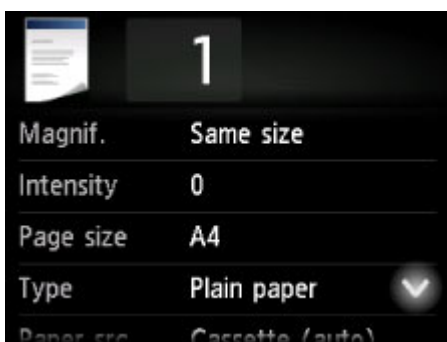 1
Magnif. Same size
Intensity 0
Page size A4
Type Plain paper
Paper src Cassette (auto)